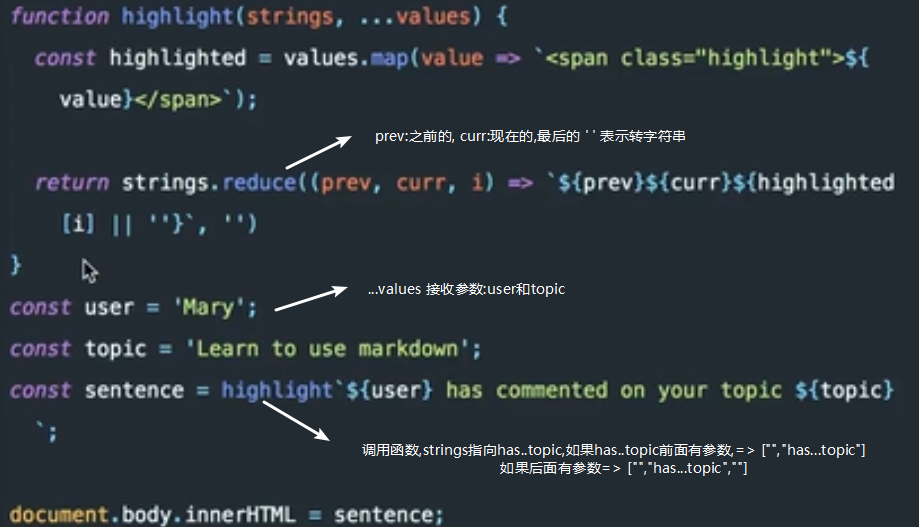 function highlight(strings, ...values) {
const highlighted = values.map(value => `<span class="highlight">${
value}</span>`);
prev:之前的, curr:现在的,最后的 ' ' 表示转字符串
return strings.reduce((prev, curr, i) => `${prev}${curr}${highlighted
[i] || ''}`, '')
}
...values 接收参数:user和topic
const user = 'Mary';
const topic = 'Learn to use markdown';
const sentence = highlight`${user} has commented on your topic ${topic}
`;
调用函数,strings指向has..topic,如果has..topic前面有参数,=> ["","has...topic"]
如果后面有参数=> ["","has...topic",""]
document.body.innerHTML = sentence;